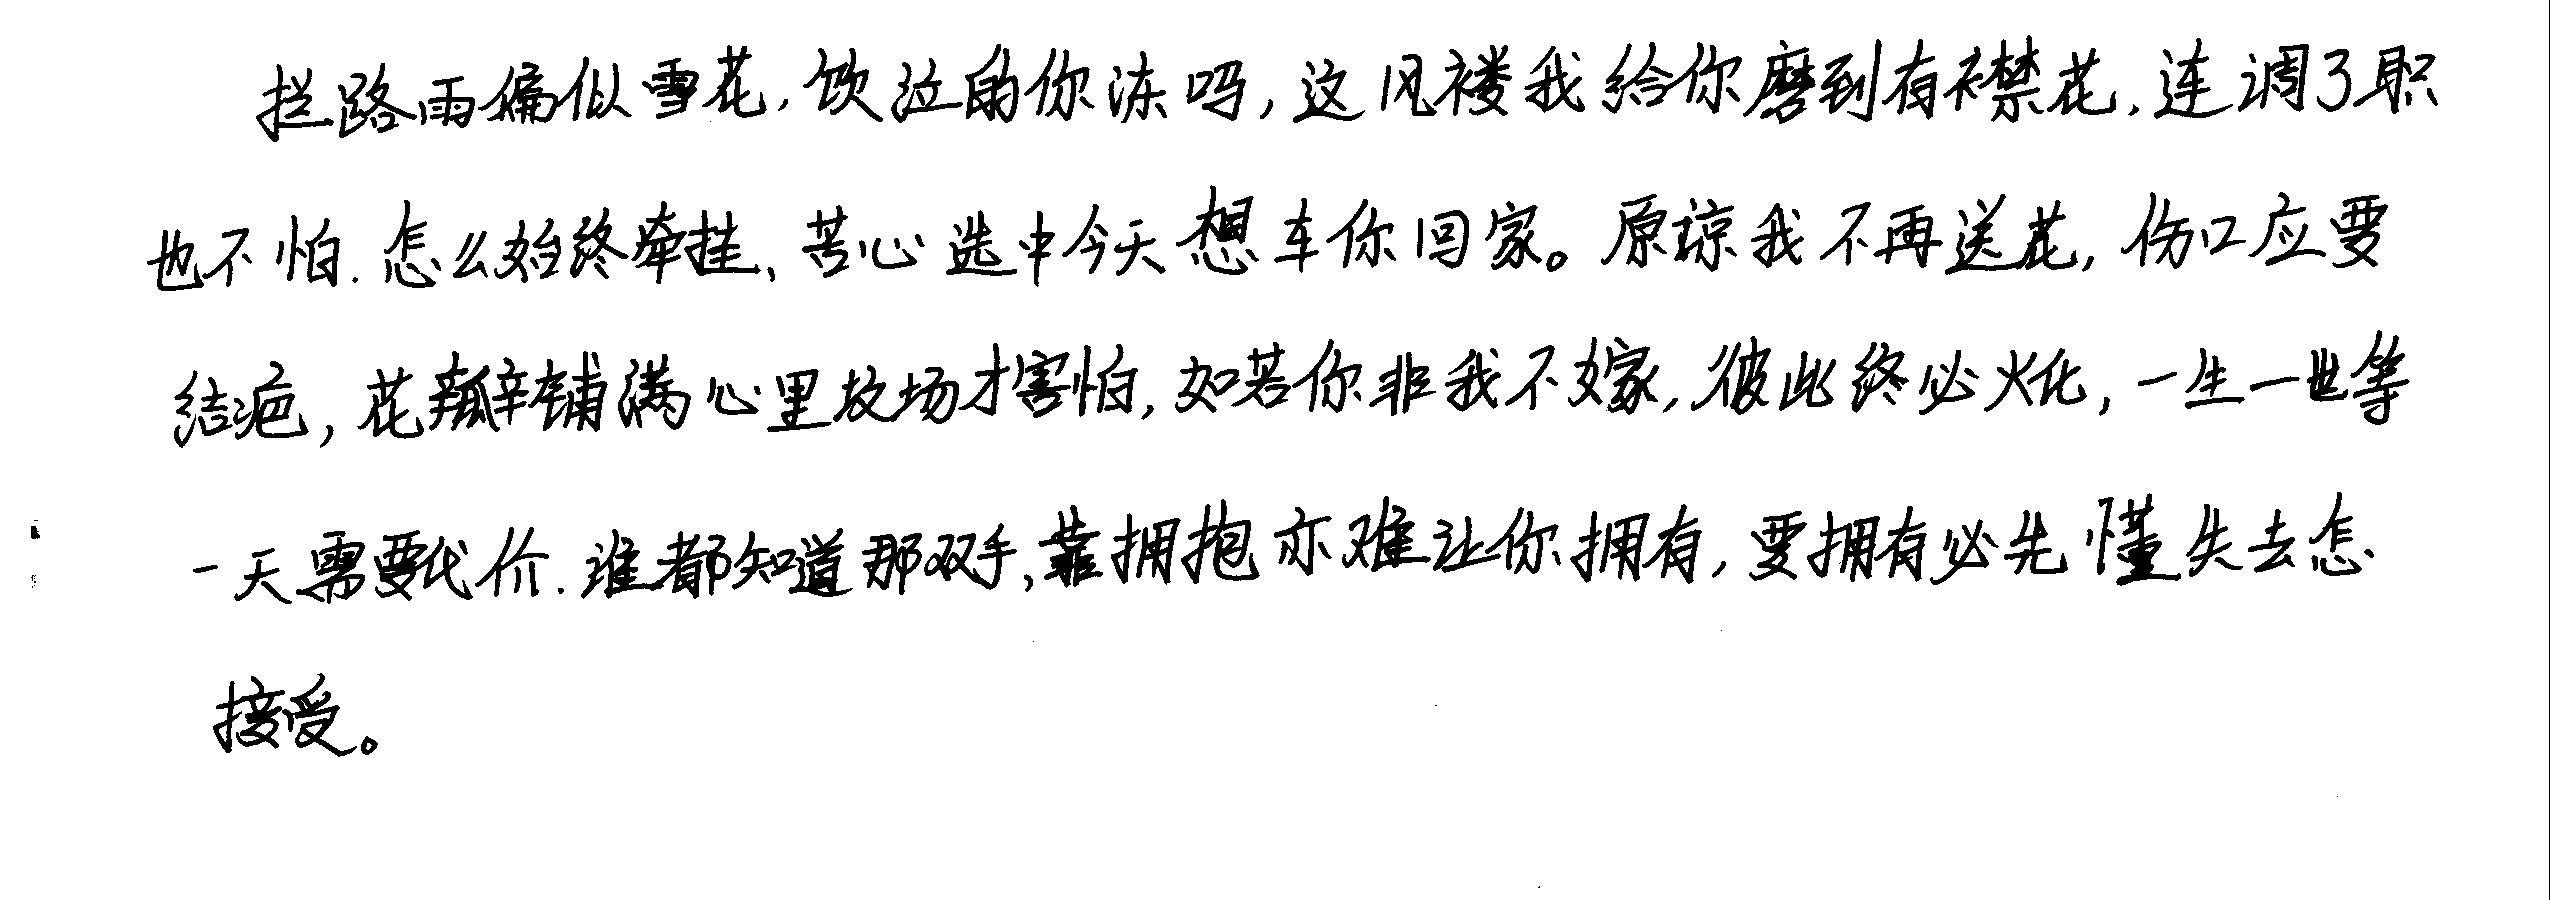 拦路雨偏似雪花,饮泣的你冻吗,这风褛我给你磨到有襟花,连调了职
也不怕.怎么始终牵挂、苦心选中今天想车你回家。原谅我不再送花,伤口应要
结疤,花瓣铺满心里坟场才害怕,如若你非我不嫁,彼此终必火化,一生一世等
一天需要代价.谁都知道那双手,靠拥抱亦难让你拥有,要拥有必先懂失去怎
接受。